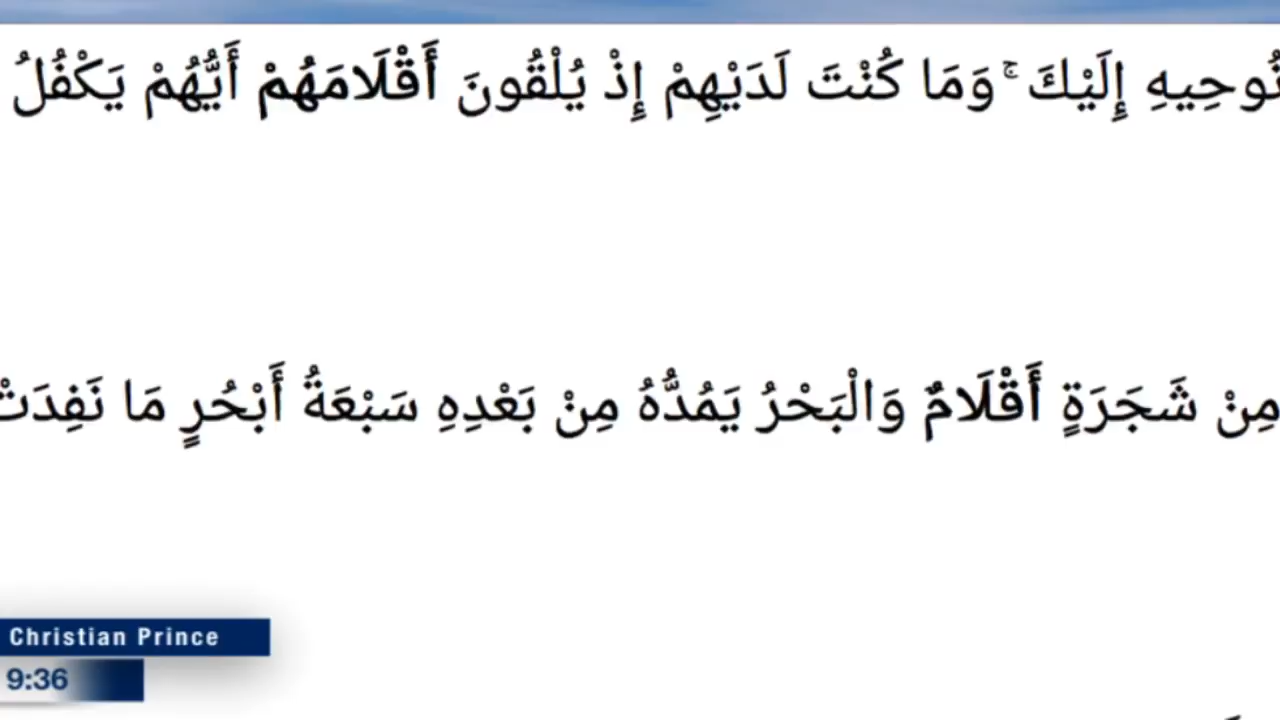 نُوحِيهِ إِلَيْكَ ۚ وَمَا كُنْتَ لَدَيْهِمْ إِذْ يُلْقُونَ أَقْلَامَهُمْ أَيُّهُمْ يَكْفُلُ
مِنْ شَجَرَةٍ أَقْلَامٌ وَالْبَحْرُ يَمُدُّهُ مِنْ بَعْدِهِ سَبْعَةُ أَبْحُرٍ مَا نَفِدَتْ
Christian Prince
9:36